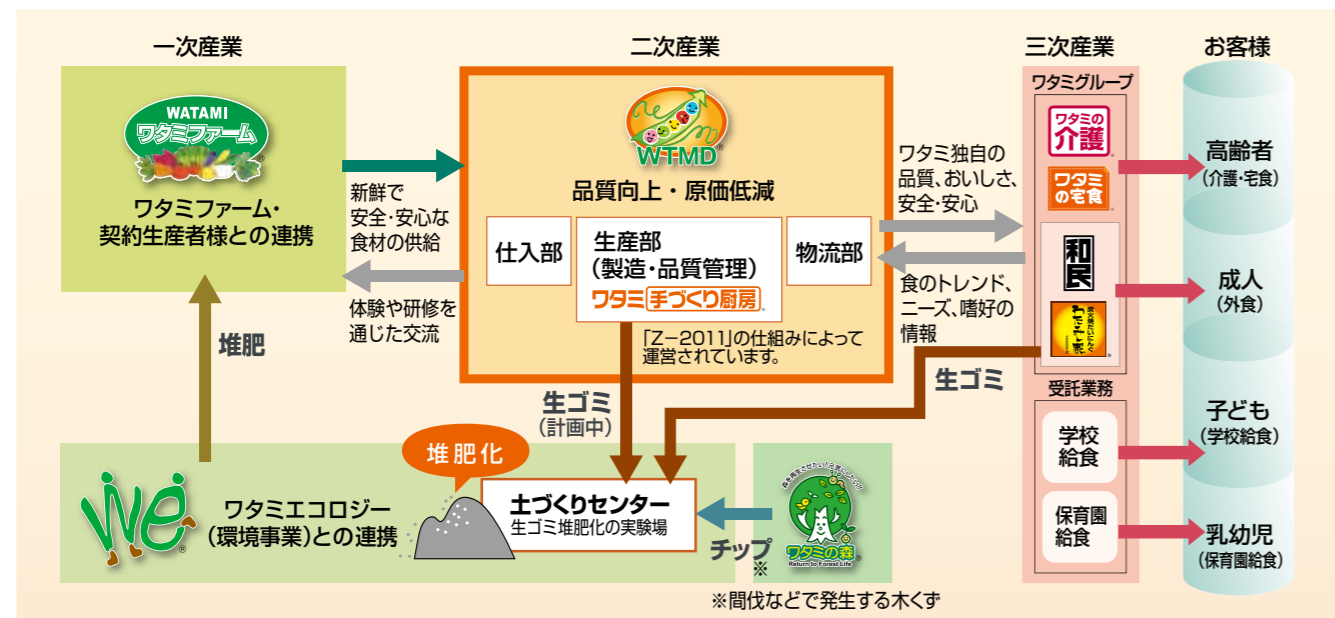 一次産業
二次産業
三次産業
お客様
WATAMI
ワタミファーム
ワタミファーム・
契約生産者様との連携
新鮮で
安全・安心な
食材の供給
体験や研修を
通じた交流
WTMD
品質向上・原価低減
仕入部
生産部
（製造・品質管理）
ワタミ手づくり厨房
物流部
「Z－2011」の仕組みによって
運営されています。
ワタミ独自の
品質、おいしさ、
安全・安心
食のトレンド、
ニーズ、嗜好の
情報
ワタミグループ
ワタミの
介護
ワタミ
の宅食
和民
わたみん家
受託業務
学校
給食
保育園
給食
高齢者
（介護・宅食）
成人
（外食）
子ども
（学校給食）
乳幼児
（保育園給食）
堆肥
生ゴミ
（計画中）
生ゴミ
堆肥化
We
ワタミエコロジー
（環境事業）との連携
土づくりセンター
生ゴミ堆肥化の実験場
チップ
※
ワタミの森
Return to Forest Life
※間伐などで発生する木くず